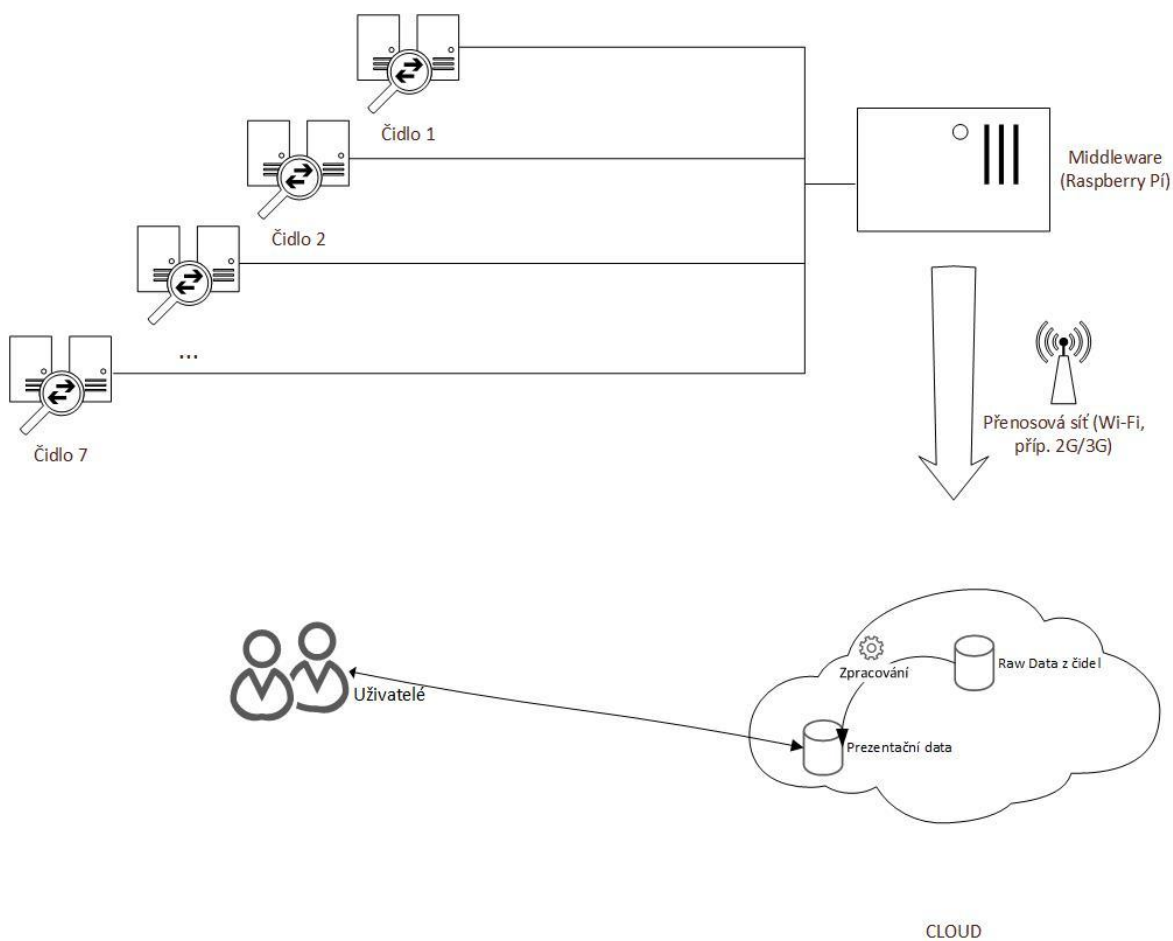 Čidlo 1
Middleware
(Raspberry Pí)
Čidlo 2
...
Čidlo 7
Přenosová síť (Wi-Fi,
příp. 2G/3G)
Zpracování
Raw Data z čidel
Uživatelé
Prezentační data
CLOUD